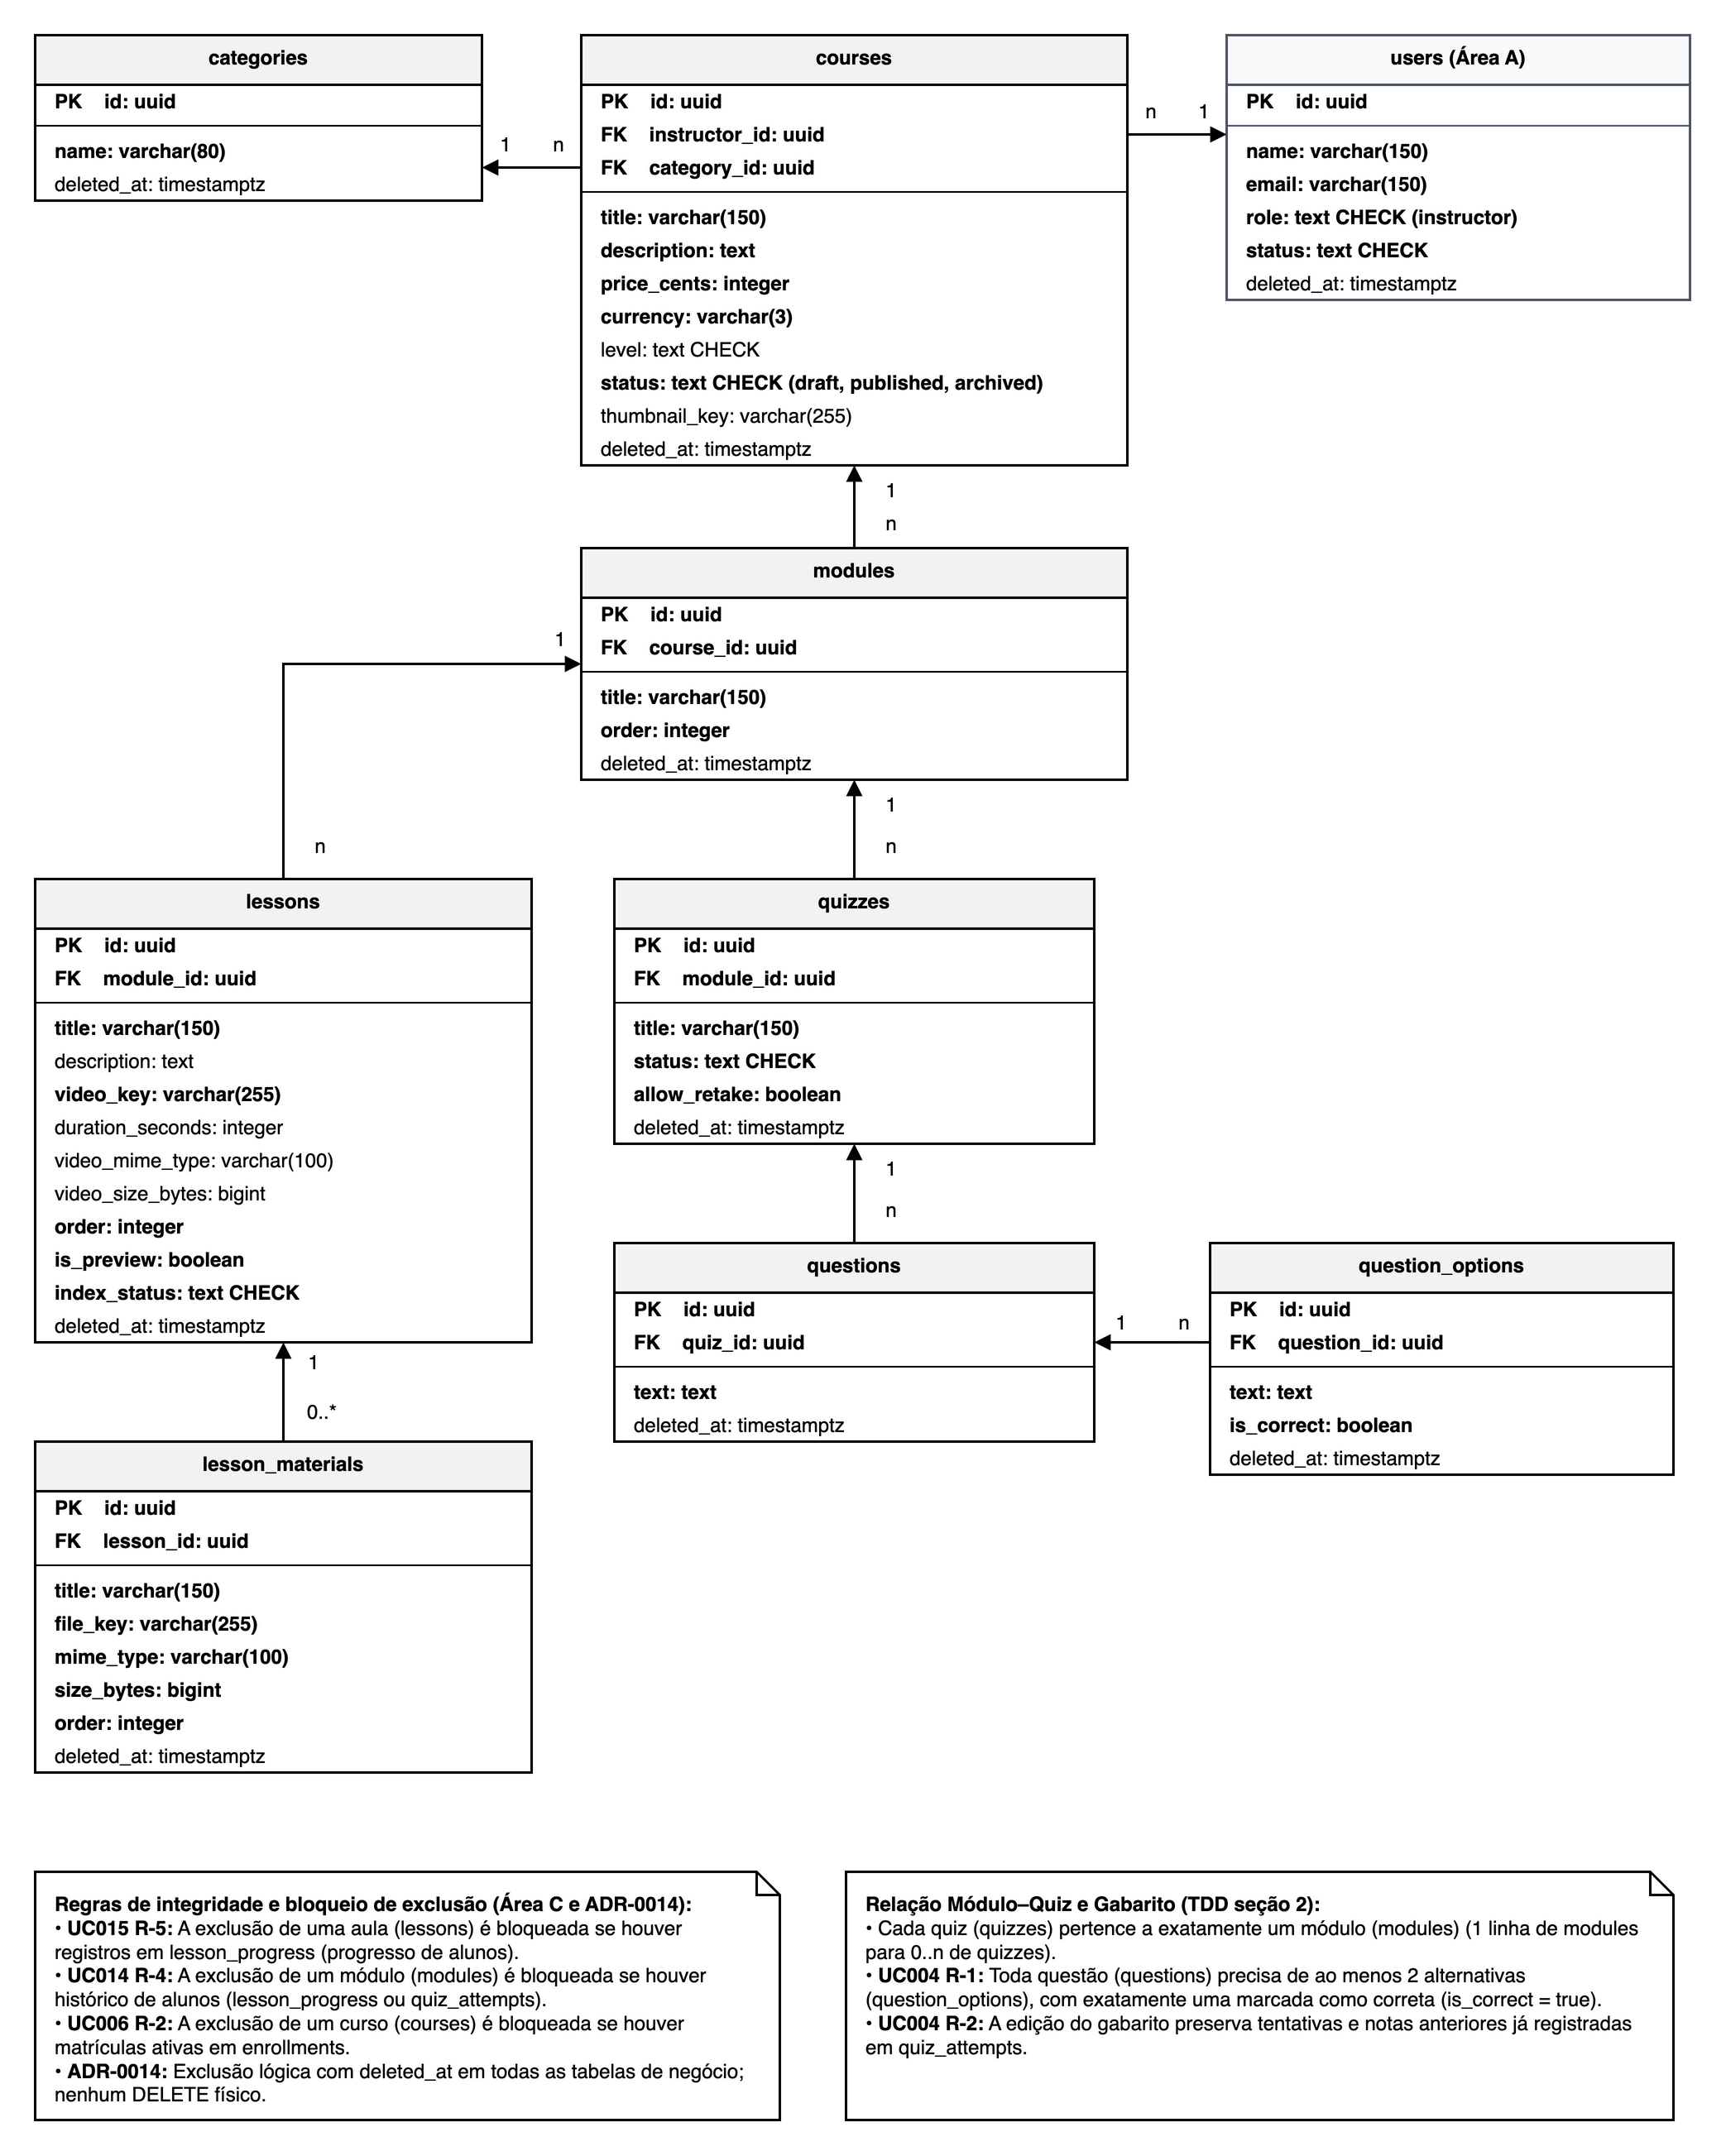 categories
PK id: uuid
name: varchar(80)
deleted_at: timestamptz
1 n
courses
PK id: uuid
FK instructor_id: uuid
FK category_id: uuid
title: varchar(150)
description: text
price_cents: integer
currency: varchar(3)
level: text CHECK
status: text CHECK (draft, published, archived)
thumbnail_key: varchar(255)
deleted_at: timestamptz
n 1
users (Área A)
PK id: uuid
name: varchar(150)
email: varchar(150)
role: text CHECK (instructor)
status: text CHECK
deleted_at: timestamptz
1
n
modules
PK id: uuid
FK course_id: uuid
title: varchar(150)
order: integer
deleted_at: timestamptz
1
n
1
n
lessons
PK id: uuid
FK module_id: uuid
title: varchar(150)
description: text
video_key: varchar(255)
duration_seconds: integer
video_mime_type: varchar(100)
video_size_bytes: bigint
order: integer
is_preview: boolean
index_status: text CHECK
deleted_at: timestamptz
quizzes
PK id: uuid
FK module_id: uuid
title: varchar(150)
status: text CHECK
allow_retake: boolean
deleted_at: timestamptz
1
n
questions
PK id: uuid
FK quiz_id: uuid
text: text
deleted_at: timestamptz
1 n
question_options
PK id: uuid
FK question_id: uuid
text: text
is_correct: boolean
deleted_at: timestamptz
1
0..*
lesson_materials
PK id: uuid
FK lesson_id: uuid
title: varchar(150)
file_key: varchar(255)
mime_type: varchar(100)
size_bytes: bigint
order: integer
deleted_at: timestamptz
Regras de integridade e bloqueio de exclusão (Área C e ADR-0014):
• UC015 R-5: A exclusão de uma aula (lessons) é bloqueada se houver
registros em lesson_progress (progresso de alunos).
• UC014 R-4: A exclusão de um módulo (modules) é bloqueada se houver
histórico de alunos (lesson_progress ou quiz_attempts).
• UC006 R-2: A exclusão de um curso (courses) é bloqueada se houver
matrículas ativas em enrollments.
• ADR-0014: Exclusão lógica com deleted_at em todas as tabelas de negócio;
nenhum DELETE físico.
Relação Módulo–Quiz e Gabarito (TDD seção 2):
• Cada quiz (quizzes) pertence a exatamente um módulo (modules) (1 linha de modules
para 0..n de quizzes).
• UC004 R-1: Toda questão (questions) precisa de ao menos 2 alternativas
(question_options), com exatamente uma marcada como correta (is_correct = true).
• UC004 R-2: A edição do gabarito preserva tentativas e notas anteriores já registradas
em quiz_attempts.